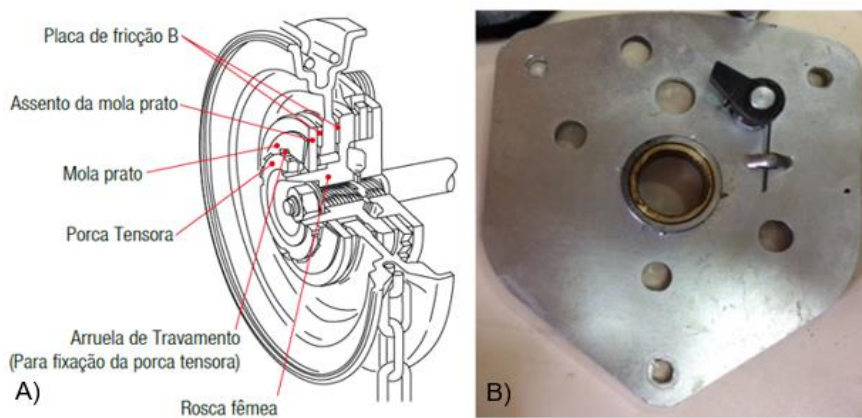 Placa de fricção B
Assento da mola prato
Mola prato
Porca Tensora
Arruela de Travamento
(Para fixação da porca tensora)
Rosca fêmea
A)
B)